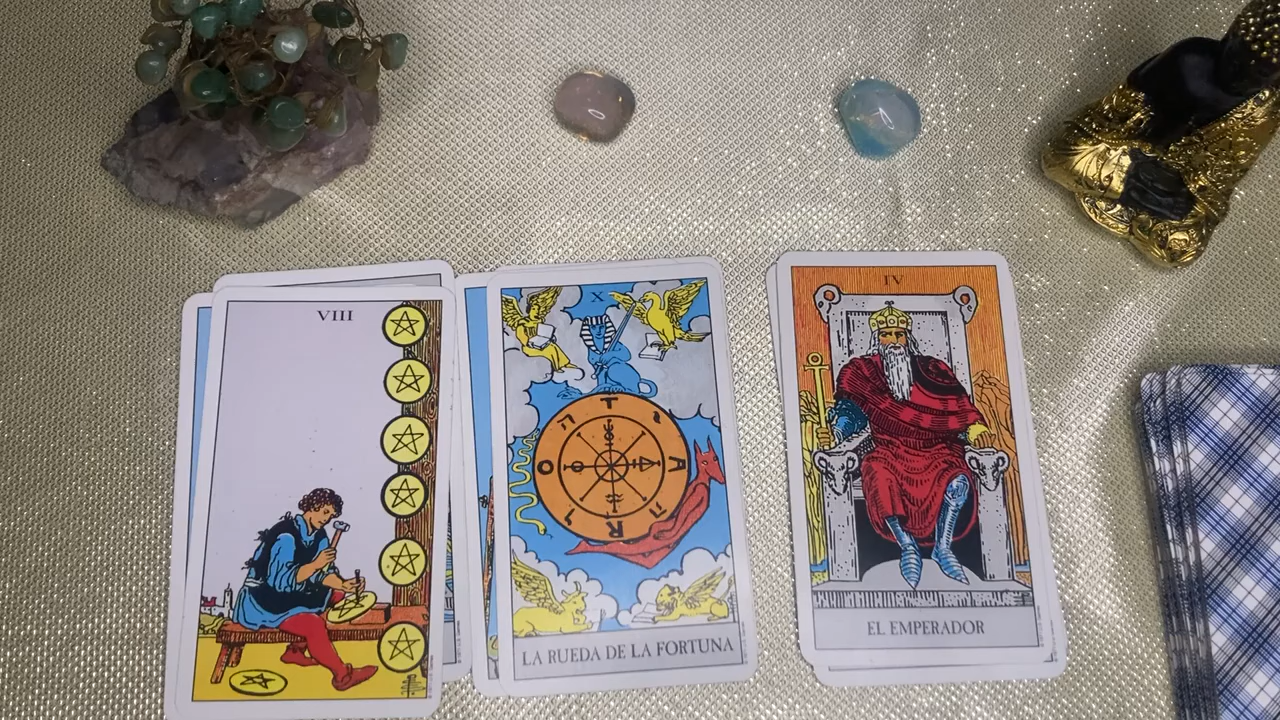 VIII
X
LA RUEDA DE LA FORTUNA
T
A
R
O
IV
EL EMPERADOR